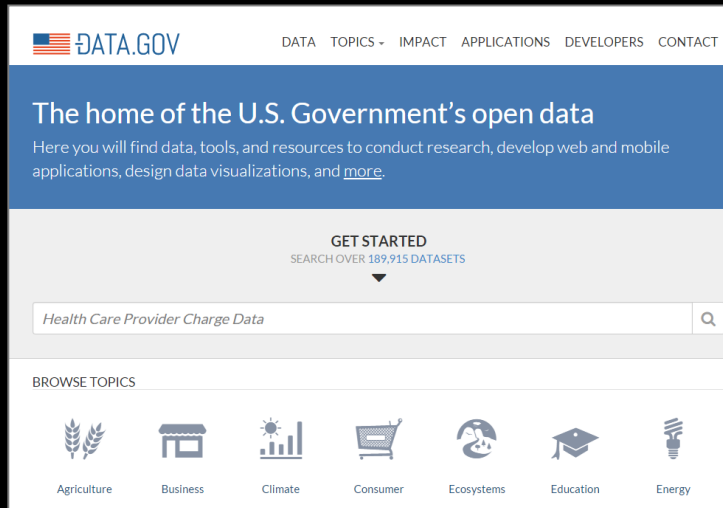 DATA.GOV
DATA TOPICS IMPACT APPLICATIONS DEVELOPERS CONTACT
The home of the U.S. Government's open data
Here you will find data, tools, and resources to conduct research, develop web and mobile
applications, design data visualizations, and more.
GET STARTED
SEARCH OVER 189,915 DATASETS
Health Care Provider Charge Data
BROWSE TOPICS
Agriculture Business Climate Consumer Ecosystems Education Energy